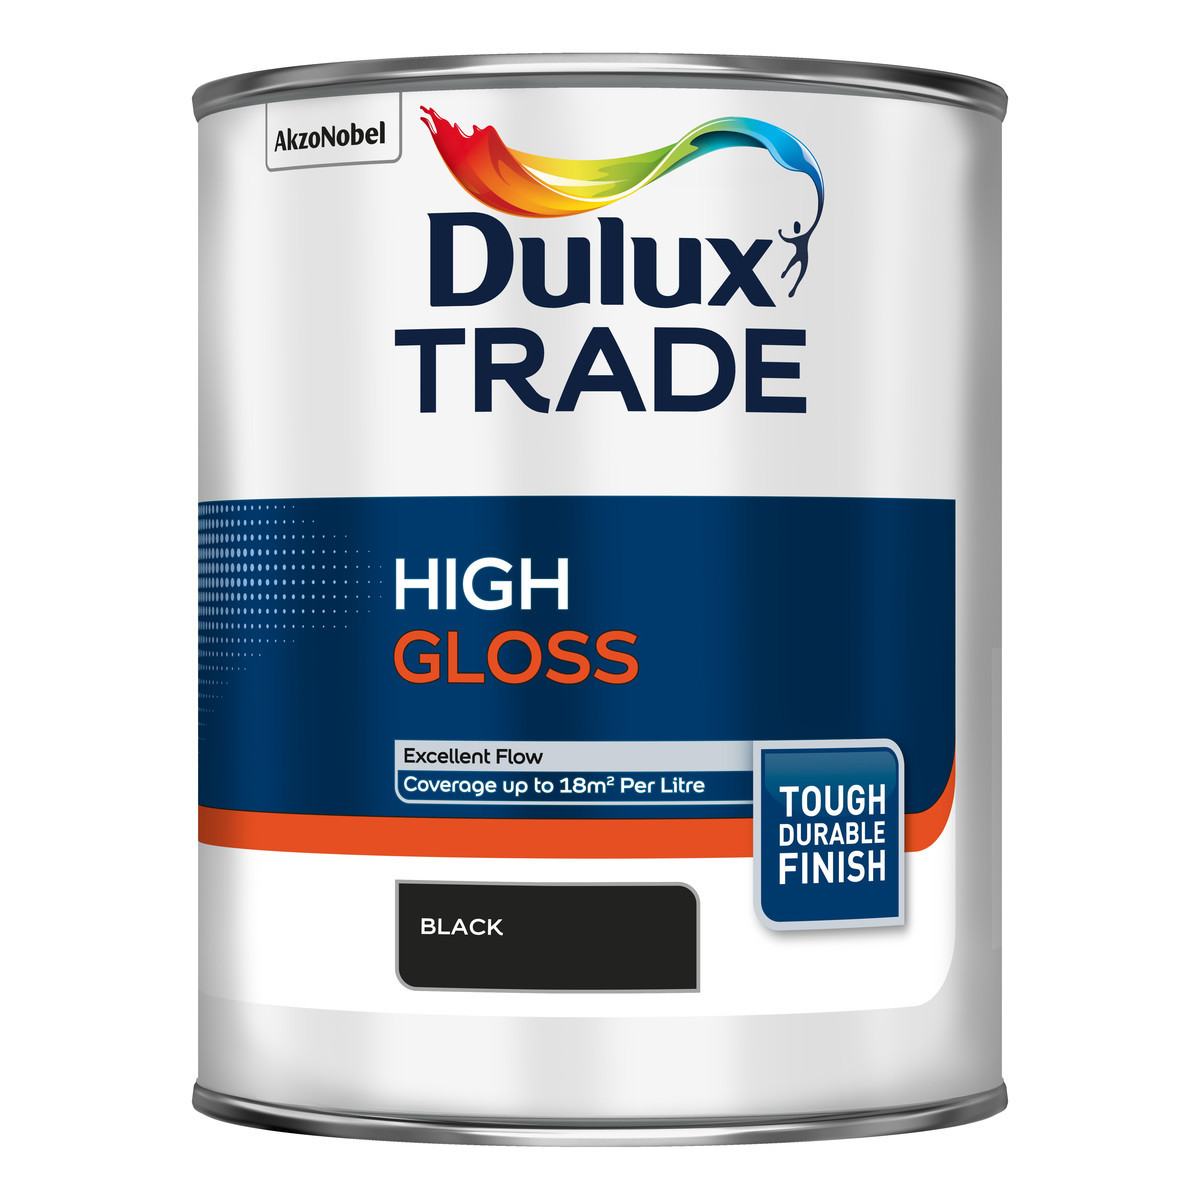 AkzoNobel
Dulux
TRADE
HIGH
GLOSS
Excellent Flow
Coverage up to 18m² Per Litre
TOUGH
DURABLE
FINISH
BLACK